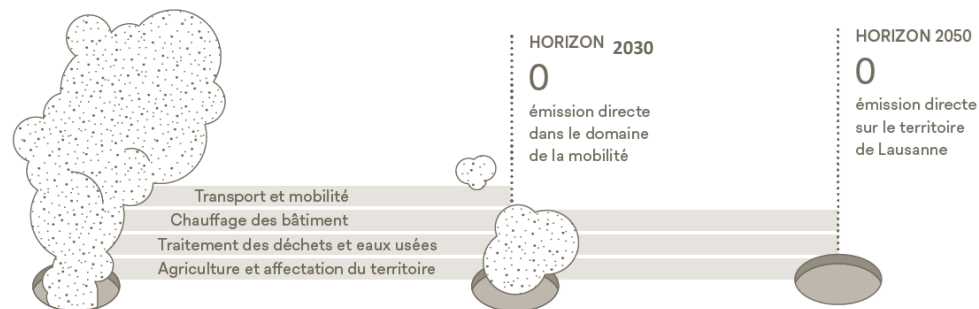 HORIZON 2030
0
émission directe
dans le domaine
de la mobilité
HORIZON 2050
0
émission directe
sur le territoire
de Lausanne
Transport et mobilité
Chauffage des bâtiment
Traitement des déchets et eaux usées
Agriculture et affectation du territoire